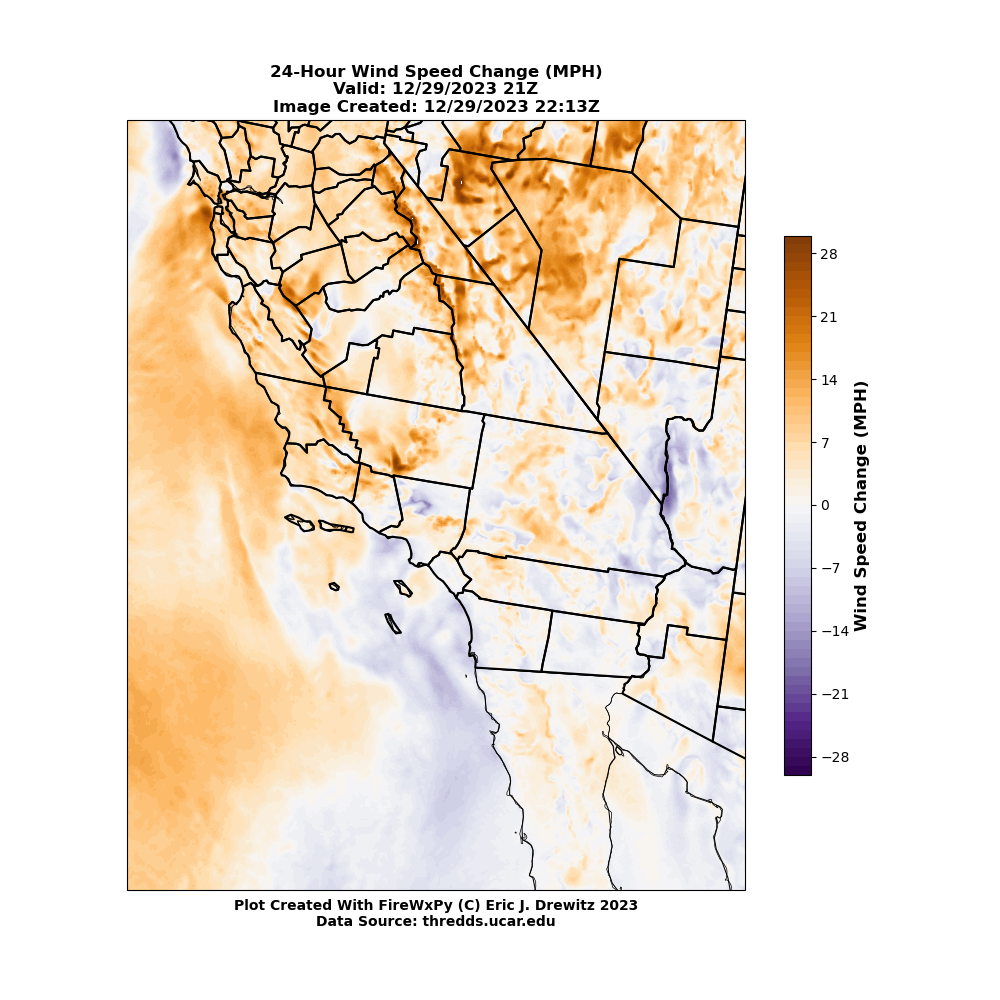 24-Hour Wind Speed Change (MPH)
Valid: 12/29/2023 21Z
Image Created: 12/29/2023 22:13Z
28
21
14
7
0
−7
−14
−21
−28
Wind Speed Change (MPH)
Plot Created With FireWxPy (C) Eric J. Drewitz 2023
Data Source: thredds.ucar.edu